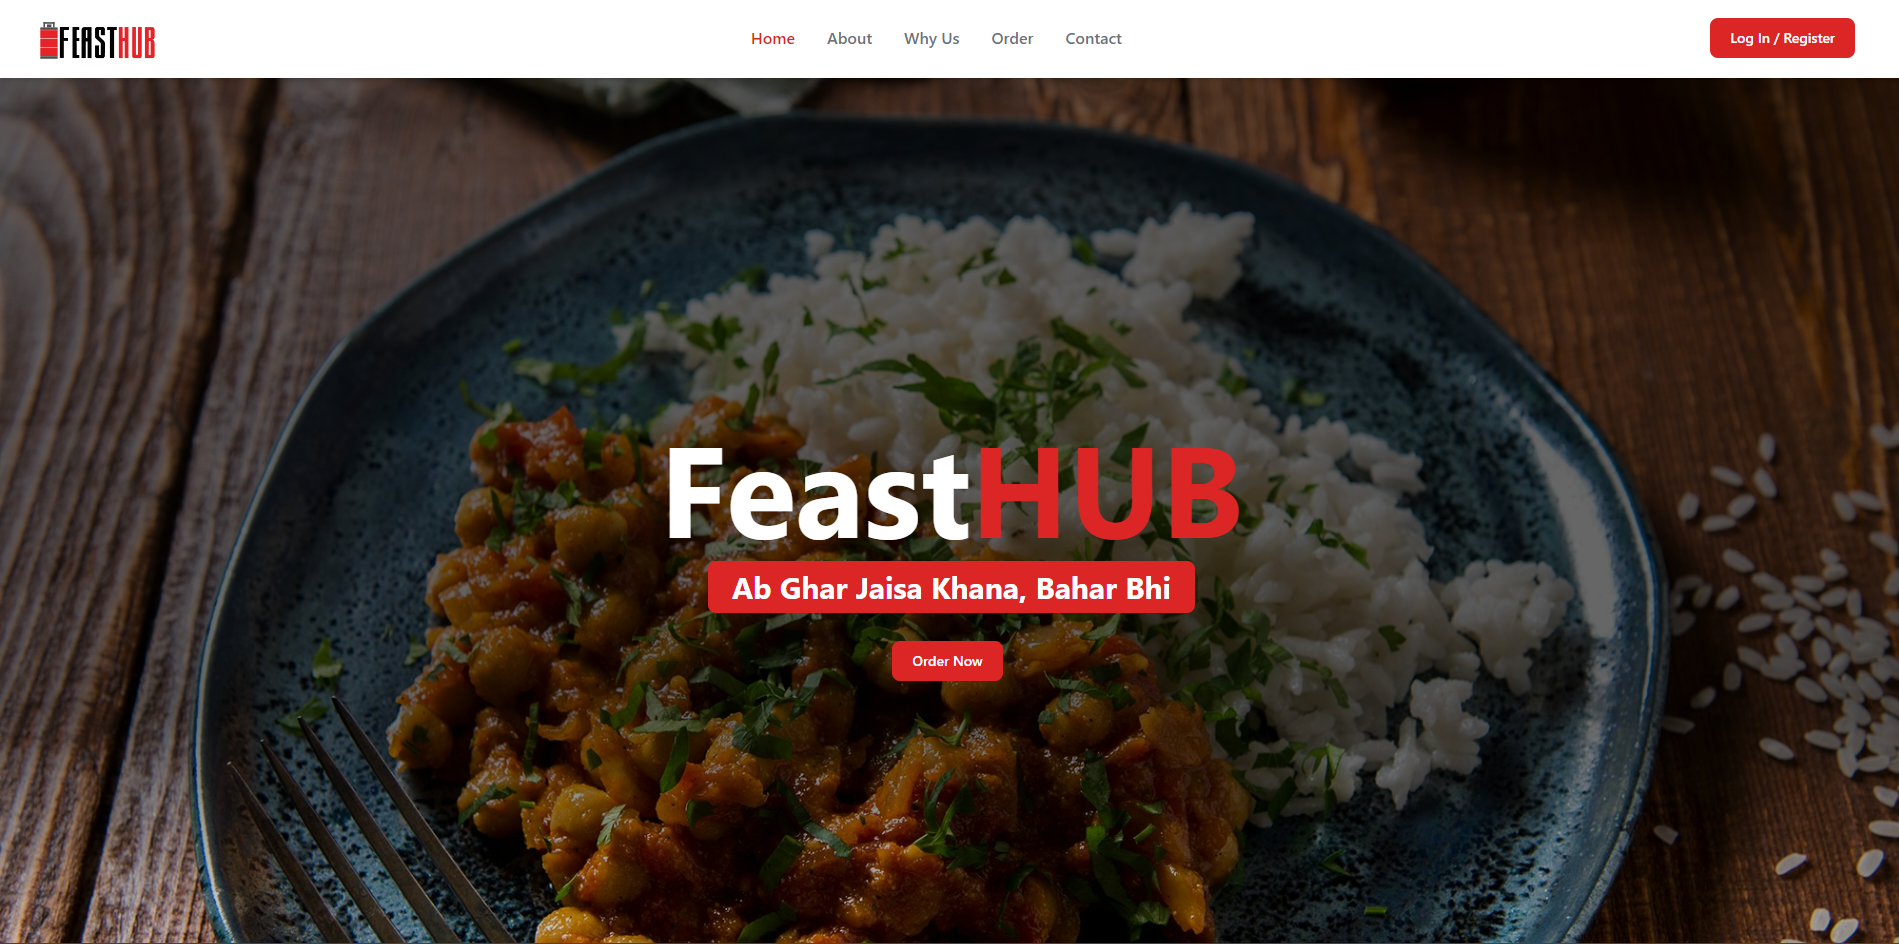 FEASTHUB
Home About Why Us Order Contact
Log In / Register
FeastHUB
Ab Ghar Jaisa Khana, Bahar Bhi
Order Now